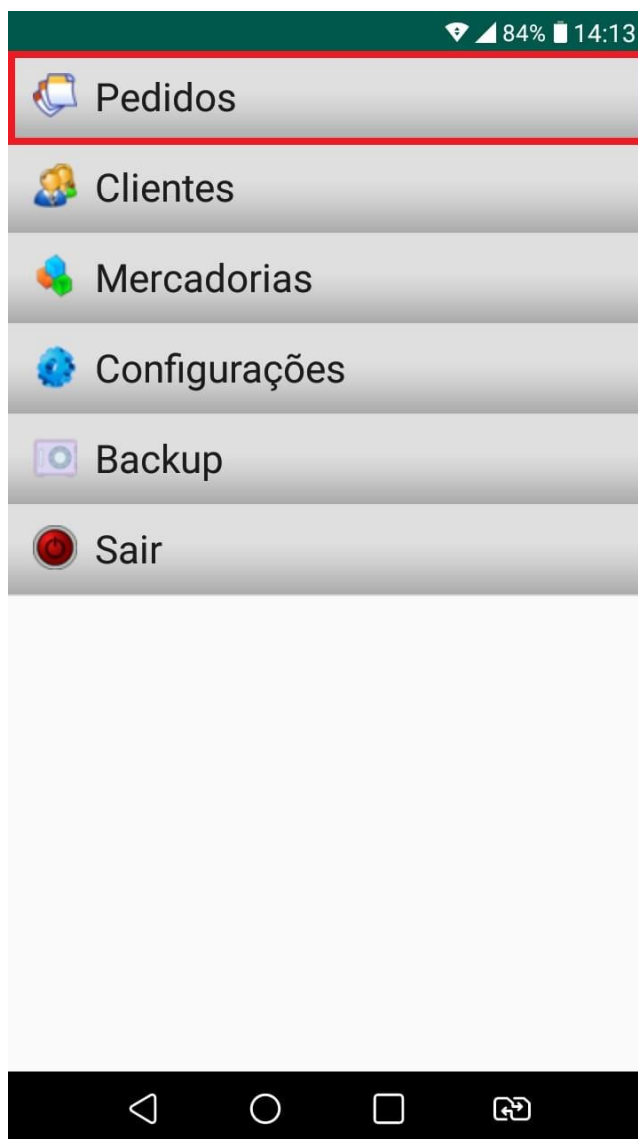 84% 14:13
Pedidos
Clientes
Mercadorias
Configurações
Backup
Sair